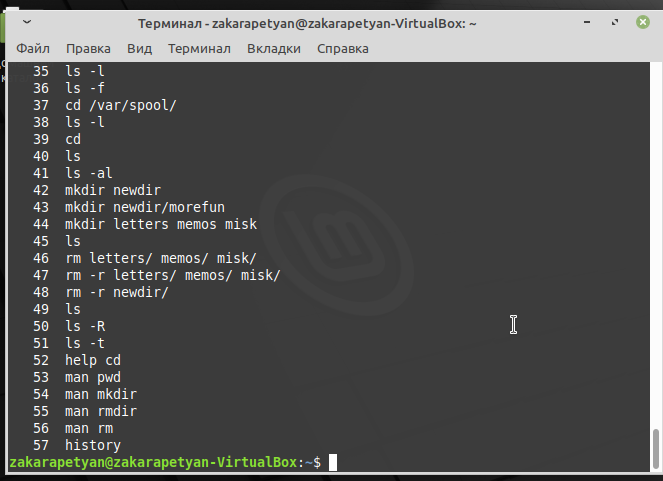 Терминал - zakarapetyan@zakarapetyan-VirtualBox: ~
Файл Правка Вид Терминал Вкладки Справка
35 ls -l
36 ls -f
37 cd /var/spool/
38 ls -l
39 cd
40 ls
41 ls -al
42 mkdir newdir
43 mkdir newdir/morefun
44 mkdir letters memos misk
45 ls
46 rm letters/ memos/ misk/
47 rm -r letters/ memos/ misk/
48 rm -r newdir/
49 ls
50 ls -R
51 ls -t
52 help cd
53 man pwd
54 man mkdir
55 man rmdir
56 man rm
57 history
zakarapetyan@zakarapetyan-VirtualBox:~$